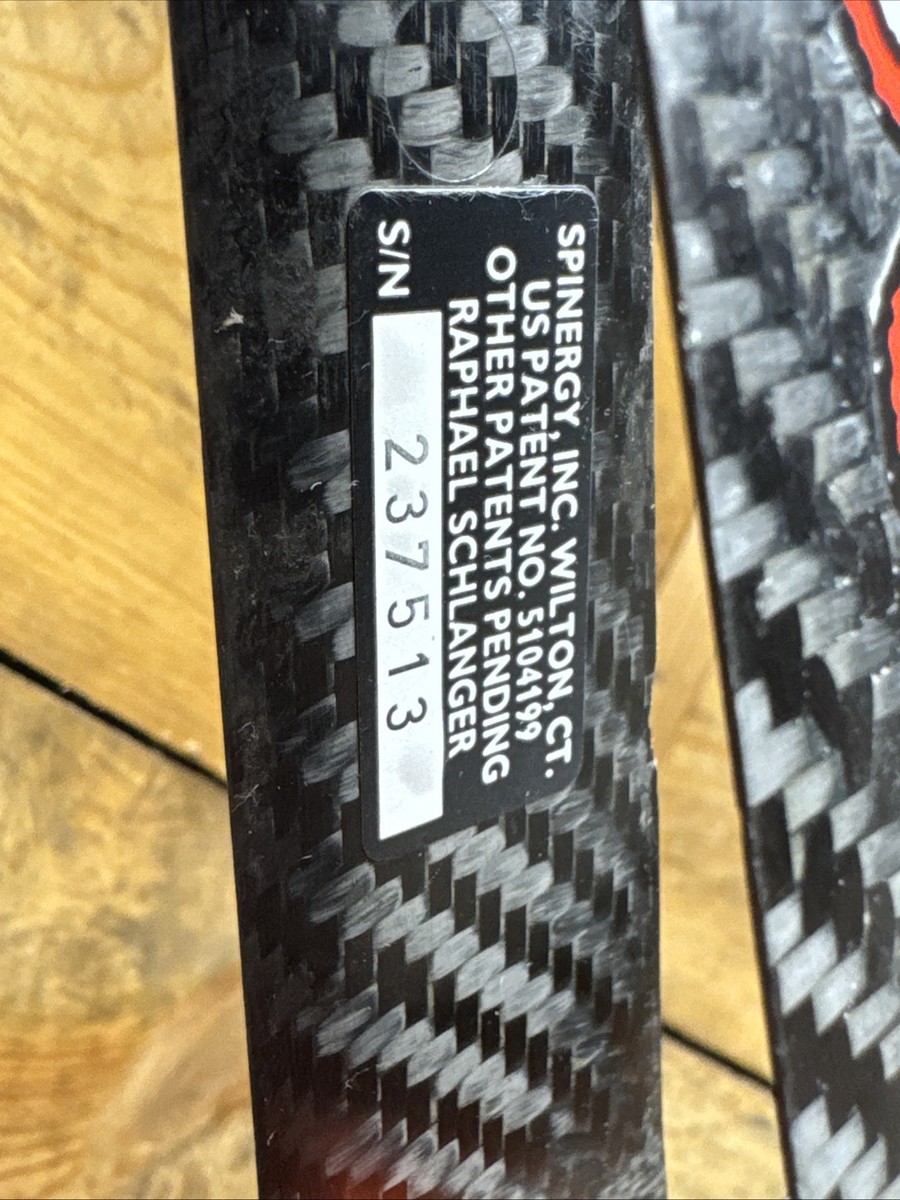 SPINERGY, INC. WILTON, CT.
US PATENT NO. 5104199
OTHER PATENTS PENDING
RAPHAEL SCHLANGER
S/N 237513